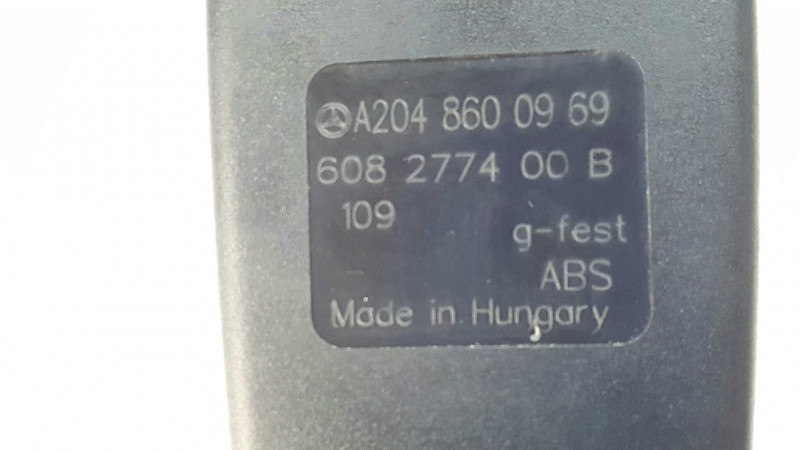 A204 860 09 69
608 2774 00 B
109
g-fest
ABS
Made in Hungary